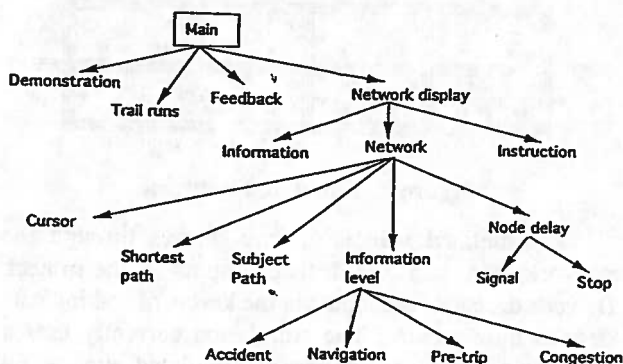 Main
Demonstration
Trail runs
Feedback
Network display
Information
Network
Instruction
Cursor
Shortest
path
Subject
Path
Information
level
Node delay
Signal
Stop
Accident
Navigation
Pre-trip
Congestion